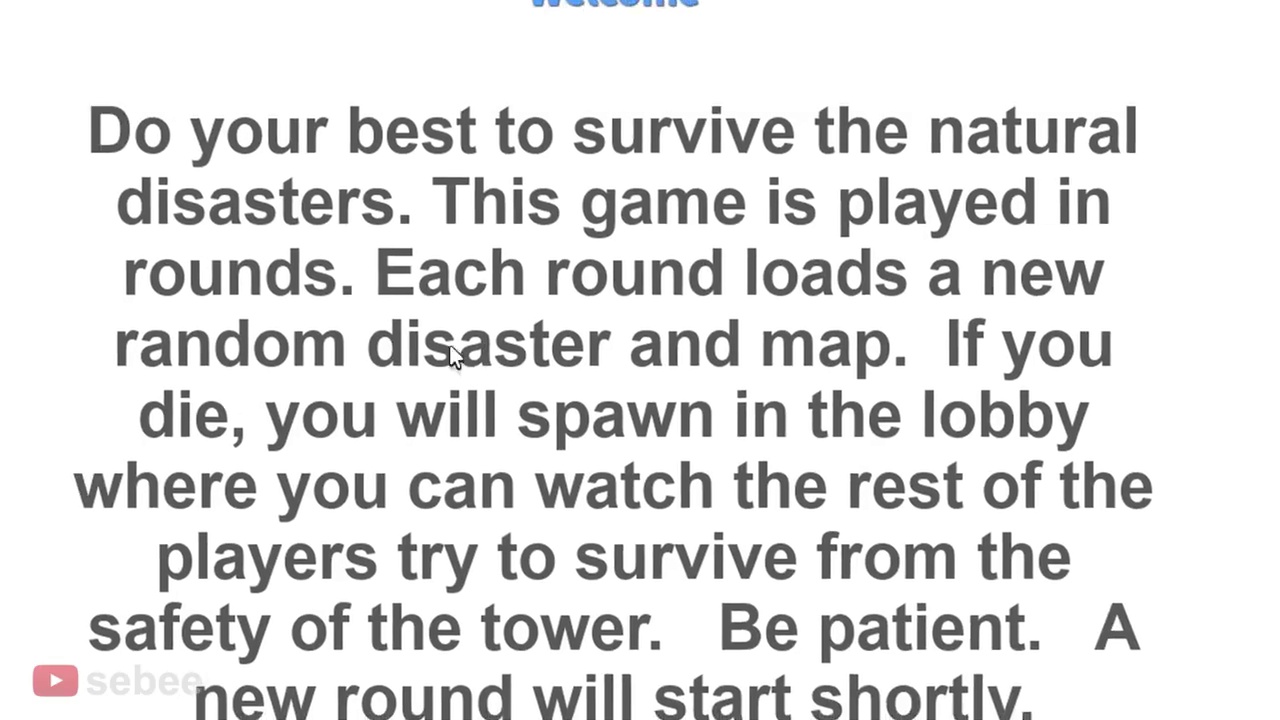 welcome
Do your best to survive the natural
disasters. This game is played in
rounds. Each round loads a new
random disaster and map.  If you
die, you will spawn in the lobby
where you can watch the rest of the
players try to survive from the
safety of the tower.   Be patient.   A
new round will start shortly.
sebee